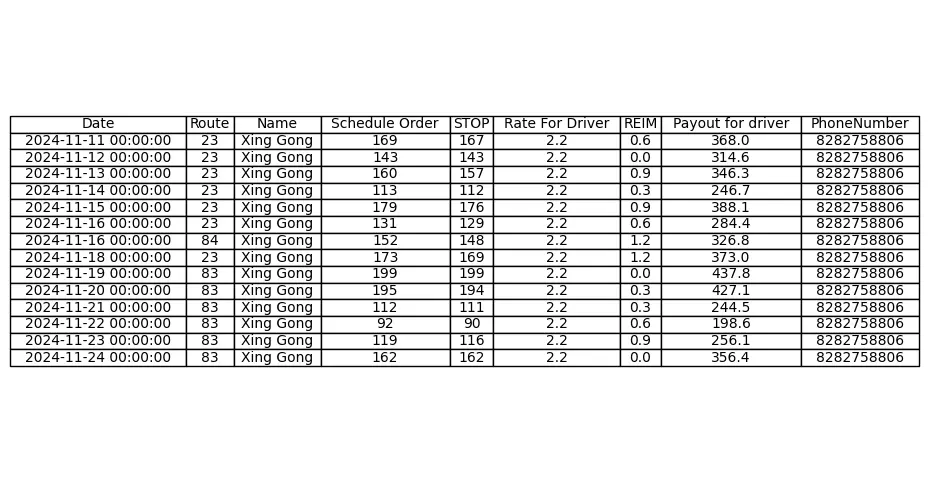 Date Route Name Schedule Order STOP Rate For Driver REIM Payout for driver PhoneNumber
2024-11-11 00:00:00 23 Xing Gong 169 167 2.2 0.6 368.0 8282758806
2024-11-12 00:00:00 23 Xing Gong 143 143 2.2 0.0 314.6 8282758806
2024-11-13 00:00:00 23 Xing Gong 160 157 2.2 0.9 346.3 8282758806
2024-11-14 00:00:00 23 Xing Gong 113 112 2.2 0.3 246.7 8282758806
2024-11-15 00:00:00 23 Xing Gong 179 176 2.2 0.9 388.1 8282758806
2024-11-16 00:00:00 23 Xing Gong 131 129 2.2 0.6 284.4 8282758806
2024-11-16 00:00:00 84 Xing Gong 152 148 2.2 1.2 326.8 8282758806
2024-11-18 00:00:00 23 Xing Gong 173 169 2.2 1.2 373.0 8282758806
2024-11-19 00:00:00 83 Xing Gong 199 199 2.2 0.0 437.8 8282758806
2024-11-20 00:00:00 83 Xing Gong 195 194 2.2 0.3 427.1 8282758806
2024-11-21 00:00:00 83 Xing Gong 112 111 2.2 0.3 244.5 8282758806
2024-11-22 00:00:00 83 Xing Gong 92 90 2.2 0.6 198.6 8282758806
2024-11-23 00:00:00 83 Xing Gong 119 116 2.2 0.9 256.1 8282758806
2024-11-24 00:00:00 83 Xing Gong 162 162 2.2 0.0 356.4 8282758806